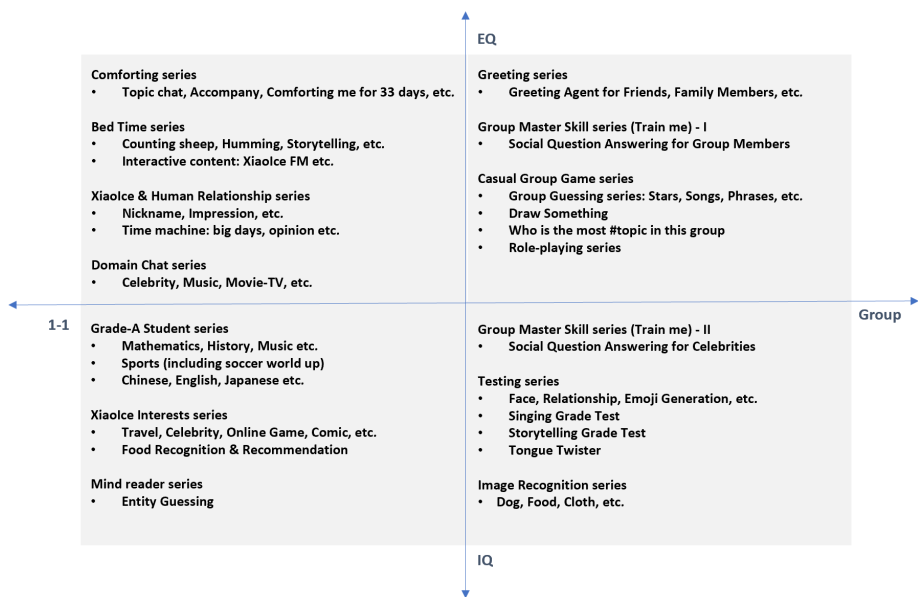 EQ
Comforting series
• Topic chat, Accompany, Comforting me for 33 days, etc.
Bed Time series
• Counting sheep, Humming, Storytelling, etc.
• Interactive content: XiaoIce FM etc.
XiaoIce & Human Relationship series
• Nickname, Impression, etc.
• Time machine: big days, opinion etc.
Domain Chat series
• Celebrity, Music, Movie-TV, etc.
Greeting series
• Greeting Agent for Friends, Family Members, etc.
Group Master Skill series (Train me) - I
• Social Question Answering for Group Members
Casual Group Game series
• Group Guessing series: Stars, Songs, Phrases, etc.
• Draw Something
• Who is the most #topic in this group
• Role-playing series
1-1
Group
Grade-A Student series
• Mathematics, History, Music etc.
• Sports (including soccer world up)
• Chinese, English, Japanese etc.
XiaoIce Interests series
• Travel, Celebrity, Online Game, Comic, etc.
• Food Recognition & Recommendation
Mind reader series
• Entity Guessing
Group Master Skill series (Train me) - II
• Social Question Answering for Celebrities
Testing series
• Face, Relationship, Emoji Generation, etc.
• Singing Grade Test
• Storytelling Grade Test
• Tongue Twister
Image Recognition series
• Dog, Food, Cloth, etc.
IQ